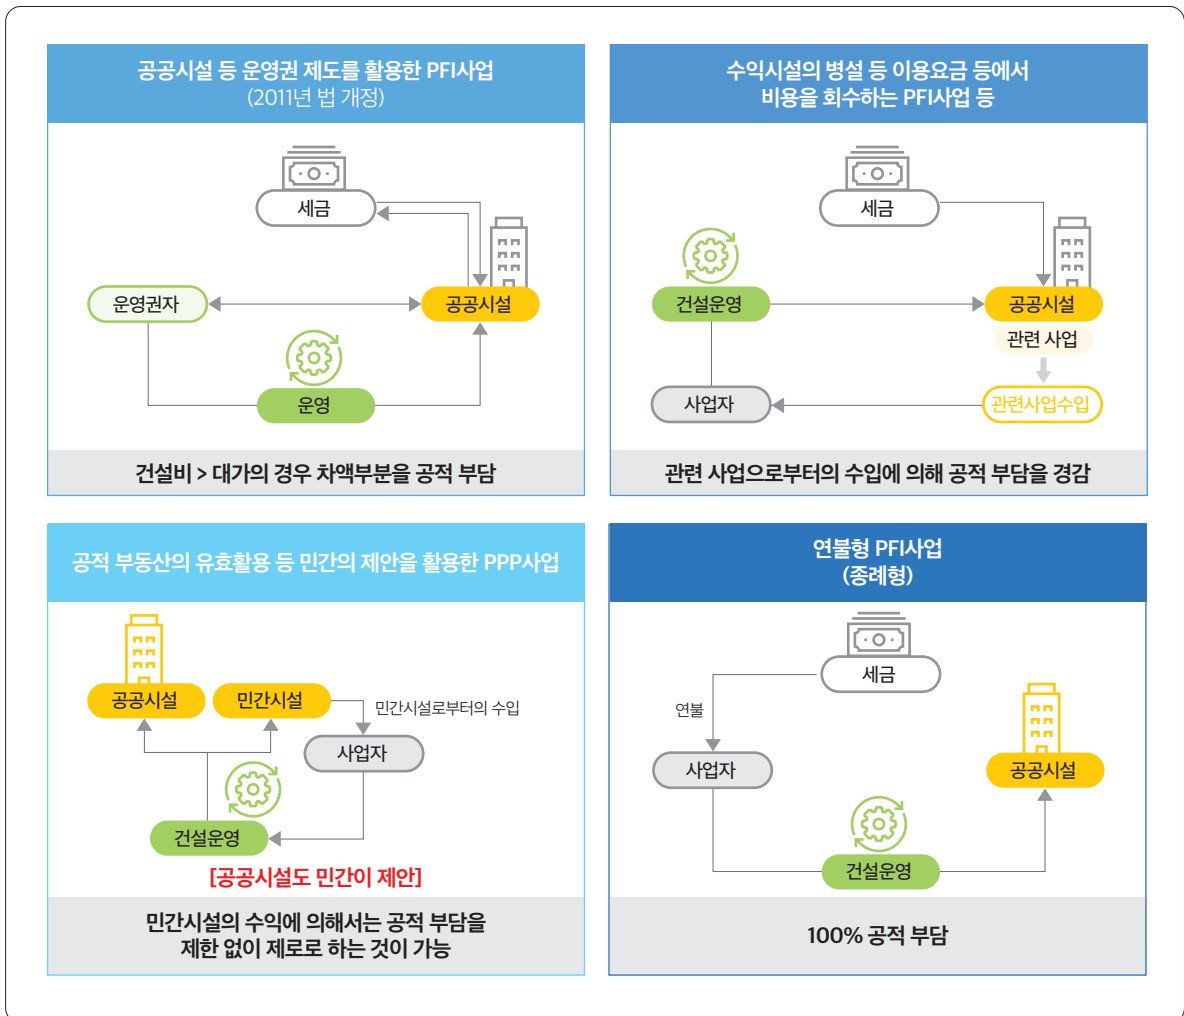 공공시설 등 운영권 제도를 활용한 PFI사업
(2011년 법 개정)
세금
운영권자
공공시설
운영
건설비 > 대가의 경우 차액부분을 공적 부담
수익시설의 병설 등 이용요금 등에서
비용을 회수하는 PFI사업 등
세금
건설운영
공공시설
관련 사업
사업자
관련사업수입
관련 사업으로부터의 수입에 의해 공적 부담을 경감
공적 부동산의 유효활용 등 민간의 제안을 활용한 PPP사업
공공시설
민간시설
민간시설로부터의 수입
사업자
건설운영
[공공시설도 민간이 제안]
민간시설의 수익에 의해서는 공적 부담을
제한 없이 제로로 하는 것이 가능
연불형 PFI사업
(종례형)
세금
연불
사업자
공공시설
건설운영
100% 공적 부담